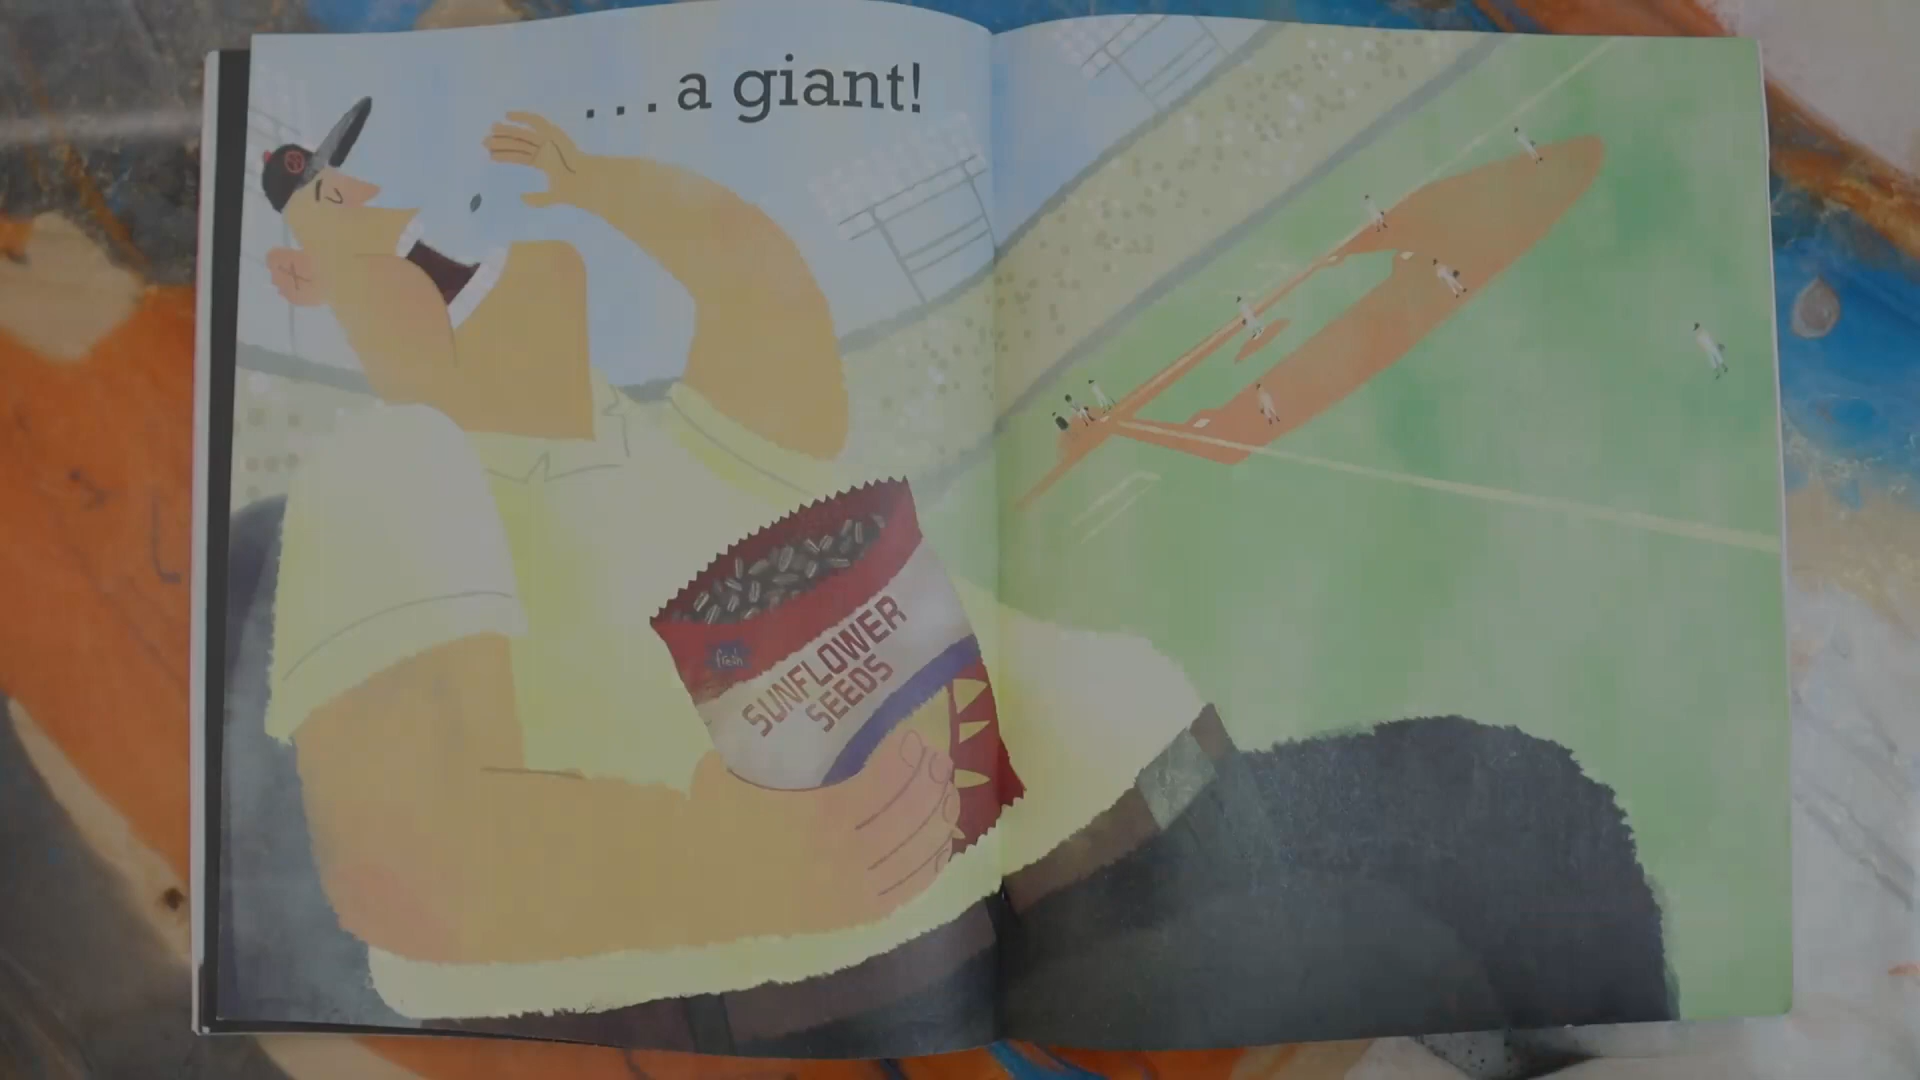 . . . a giant!
fresh
SUNFLOWER
SEEDS